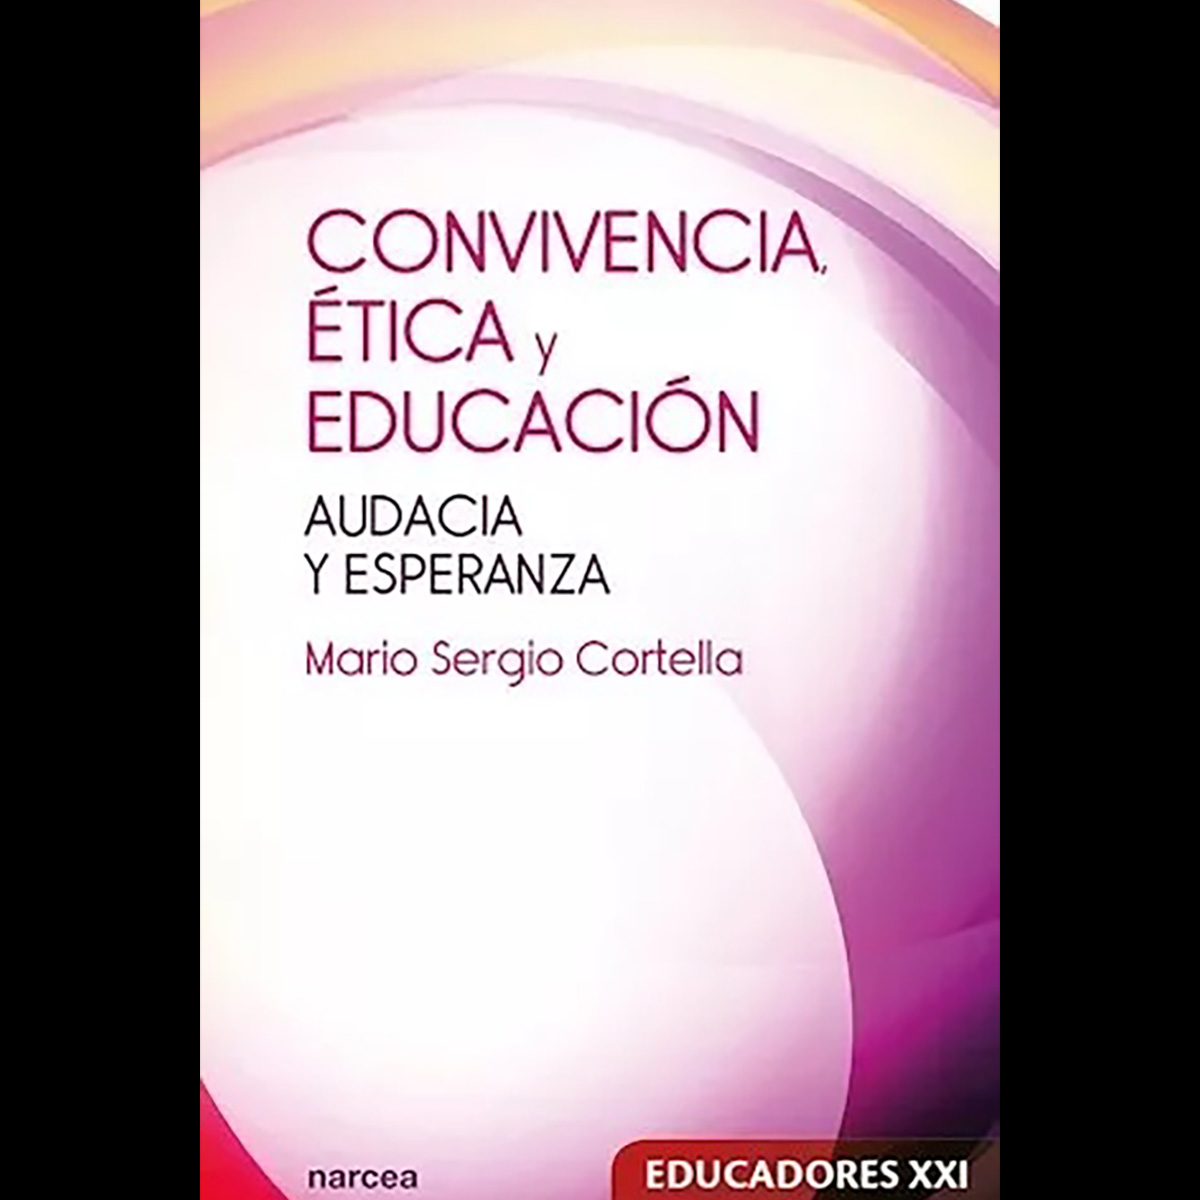 CONVIVENCIA,
ÉTICA y
EDUCACIÓN
AUDACIA
Y ESPERANZA
Mario Sergio Cortella
narcea
EDUCADORES XXI